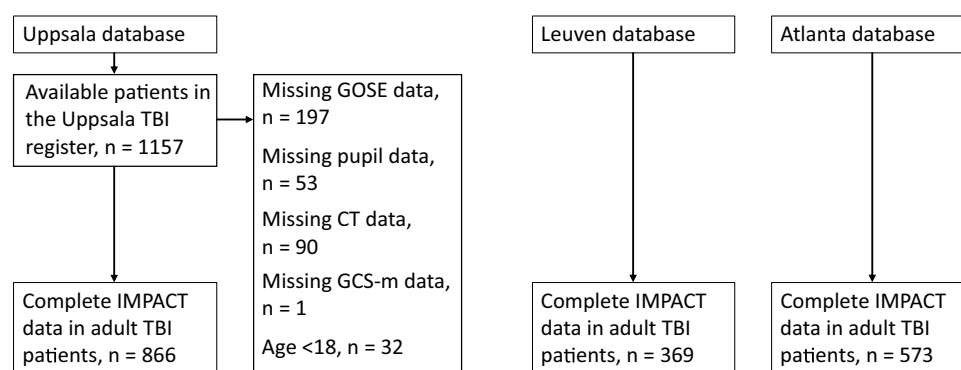 Uppsala database
Available patients in
the Uppsala TBI
register, n = 1157
Missing GOSE data,
n = 197
Missing pupil data,
n = 53
Missing CT data,
n = 90
Missing GCS-m data,
n = 1
Age <18, n = 32
Complete IMPACT
data in adult TBI
patients, n = 866
Leuven database
Complete IMPACT
data in adult TBI
patients, n = 369
Atlanta database
Complete IMPACT
data in adult TBI
patients, n = 573